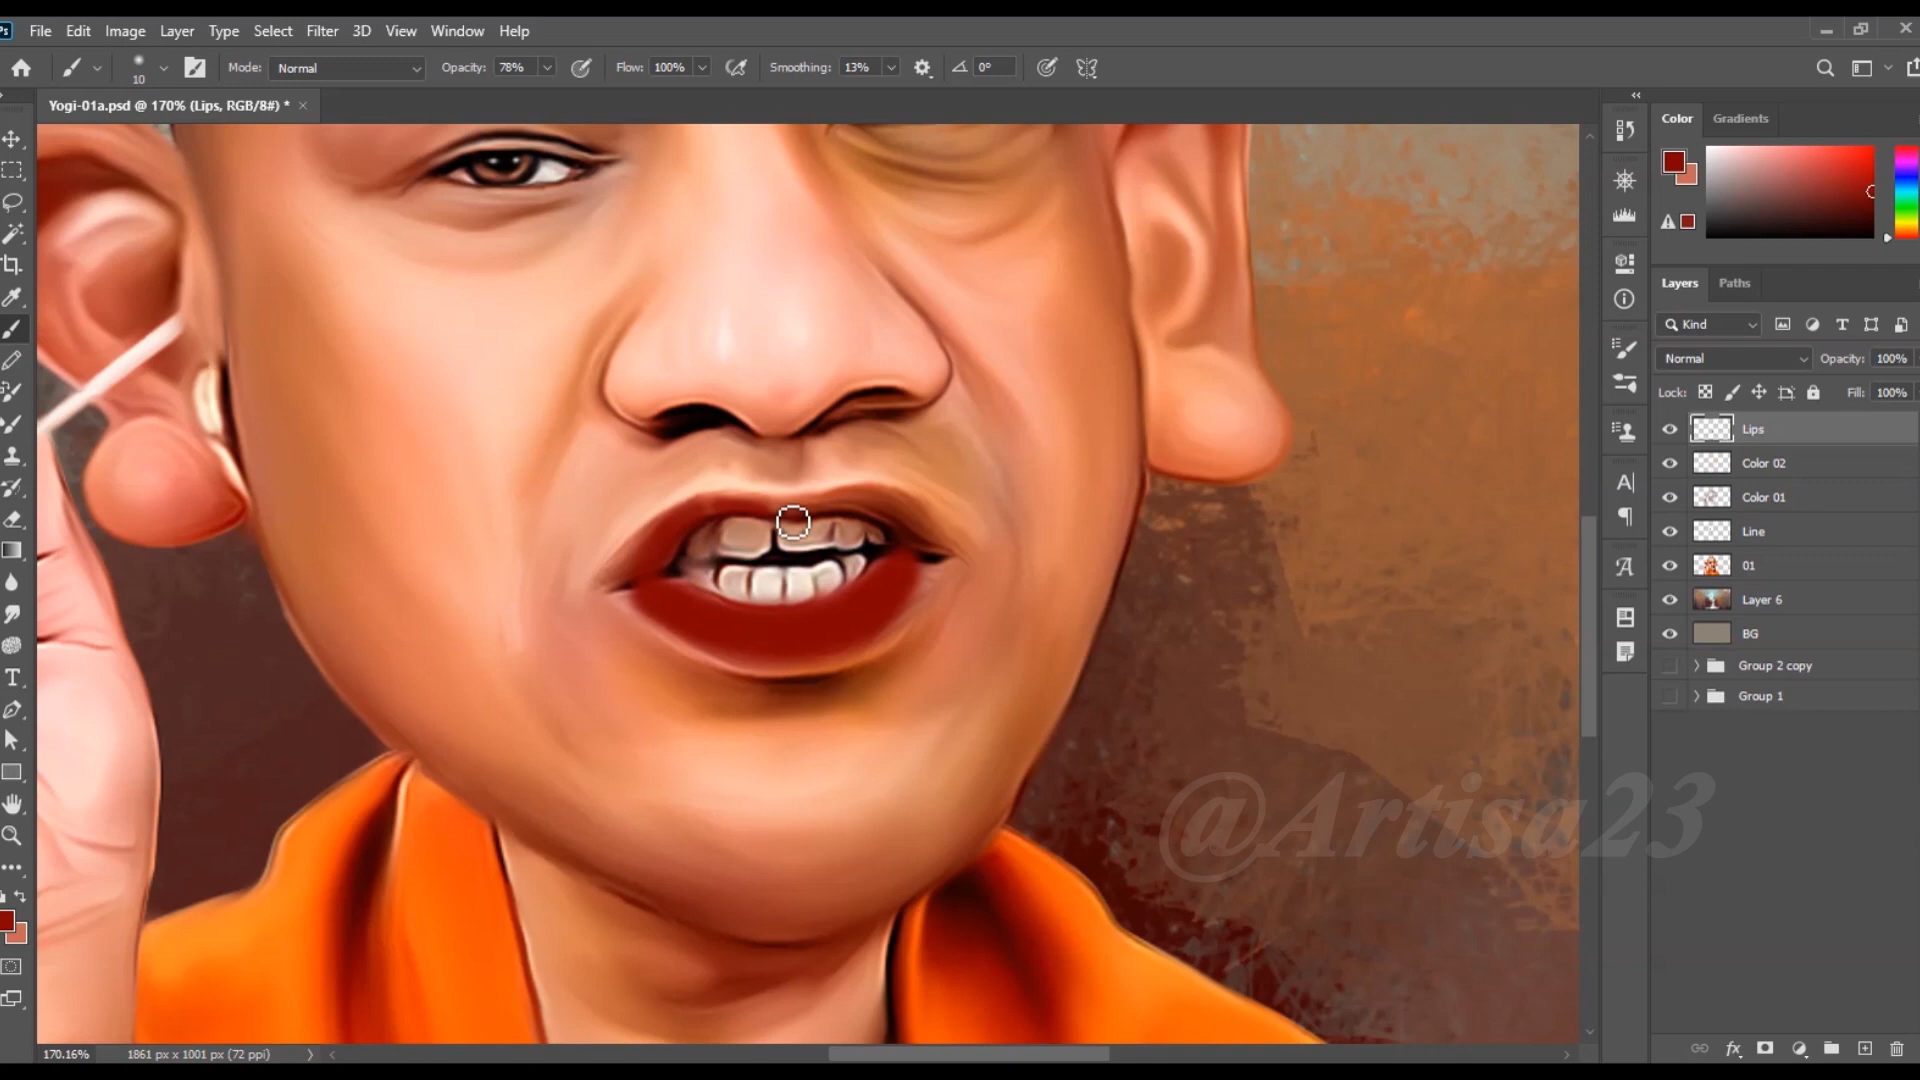 Ps File Edit Image Layer Type Select Filter 3D View Window Help
10 Mode: Normal Opacity: 78% Flow: 100% Smoothing: 13% 0°
Yogi-01a.psd @ 170% (Lips, RGB/8#) *
Color Gradients
Layers Paths
Kind
Normal Opacity: 100%
Lock: Fill: 100%
Lips
Color 02
Color 01
Line
01
Layer 6
BG
Group 2 copy
Group 1
@Artisa23
170.16% 1861 px x 1001 px (72 ppi)
fx